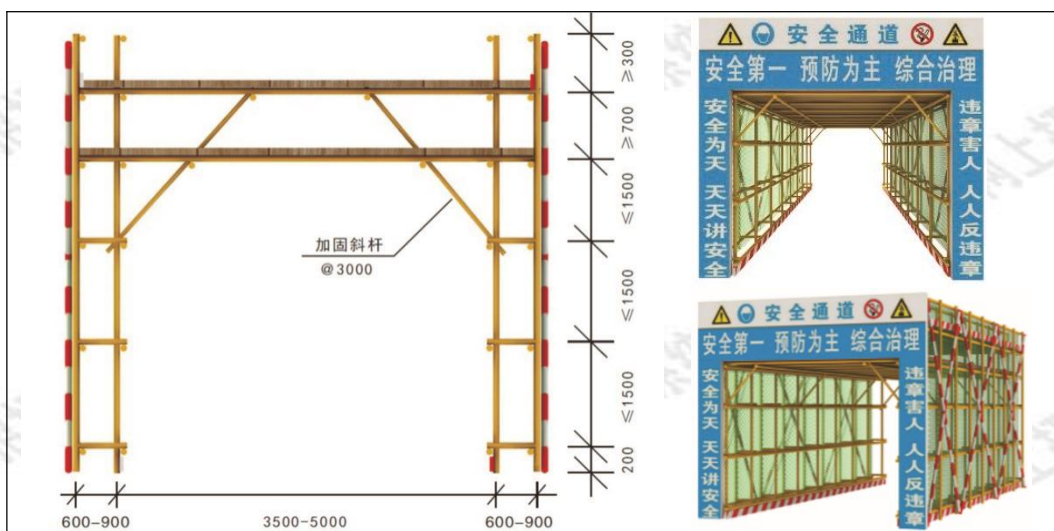 ≥300
≥700
≤1500
≤1500
≤1500
200
加固斜杆
@3000
600-900
3500-5000
600-900
安全通道
安全第一 预防为主 综合治理
安全为天 天天讲安全
违章害人 人人反违章
安全通道
安全第一 预防为主 综合治理
安全为天 天天讲安全
违章害人 人人反违章